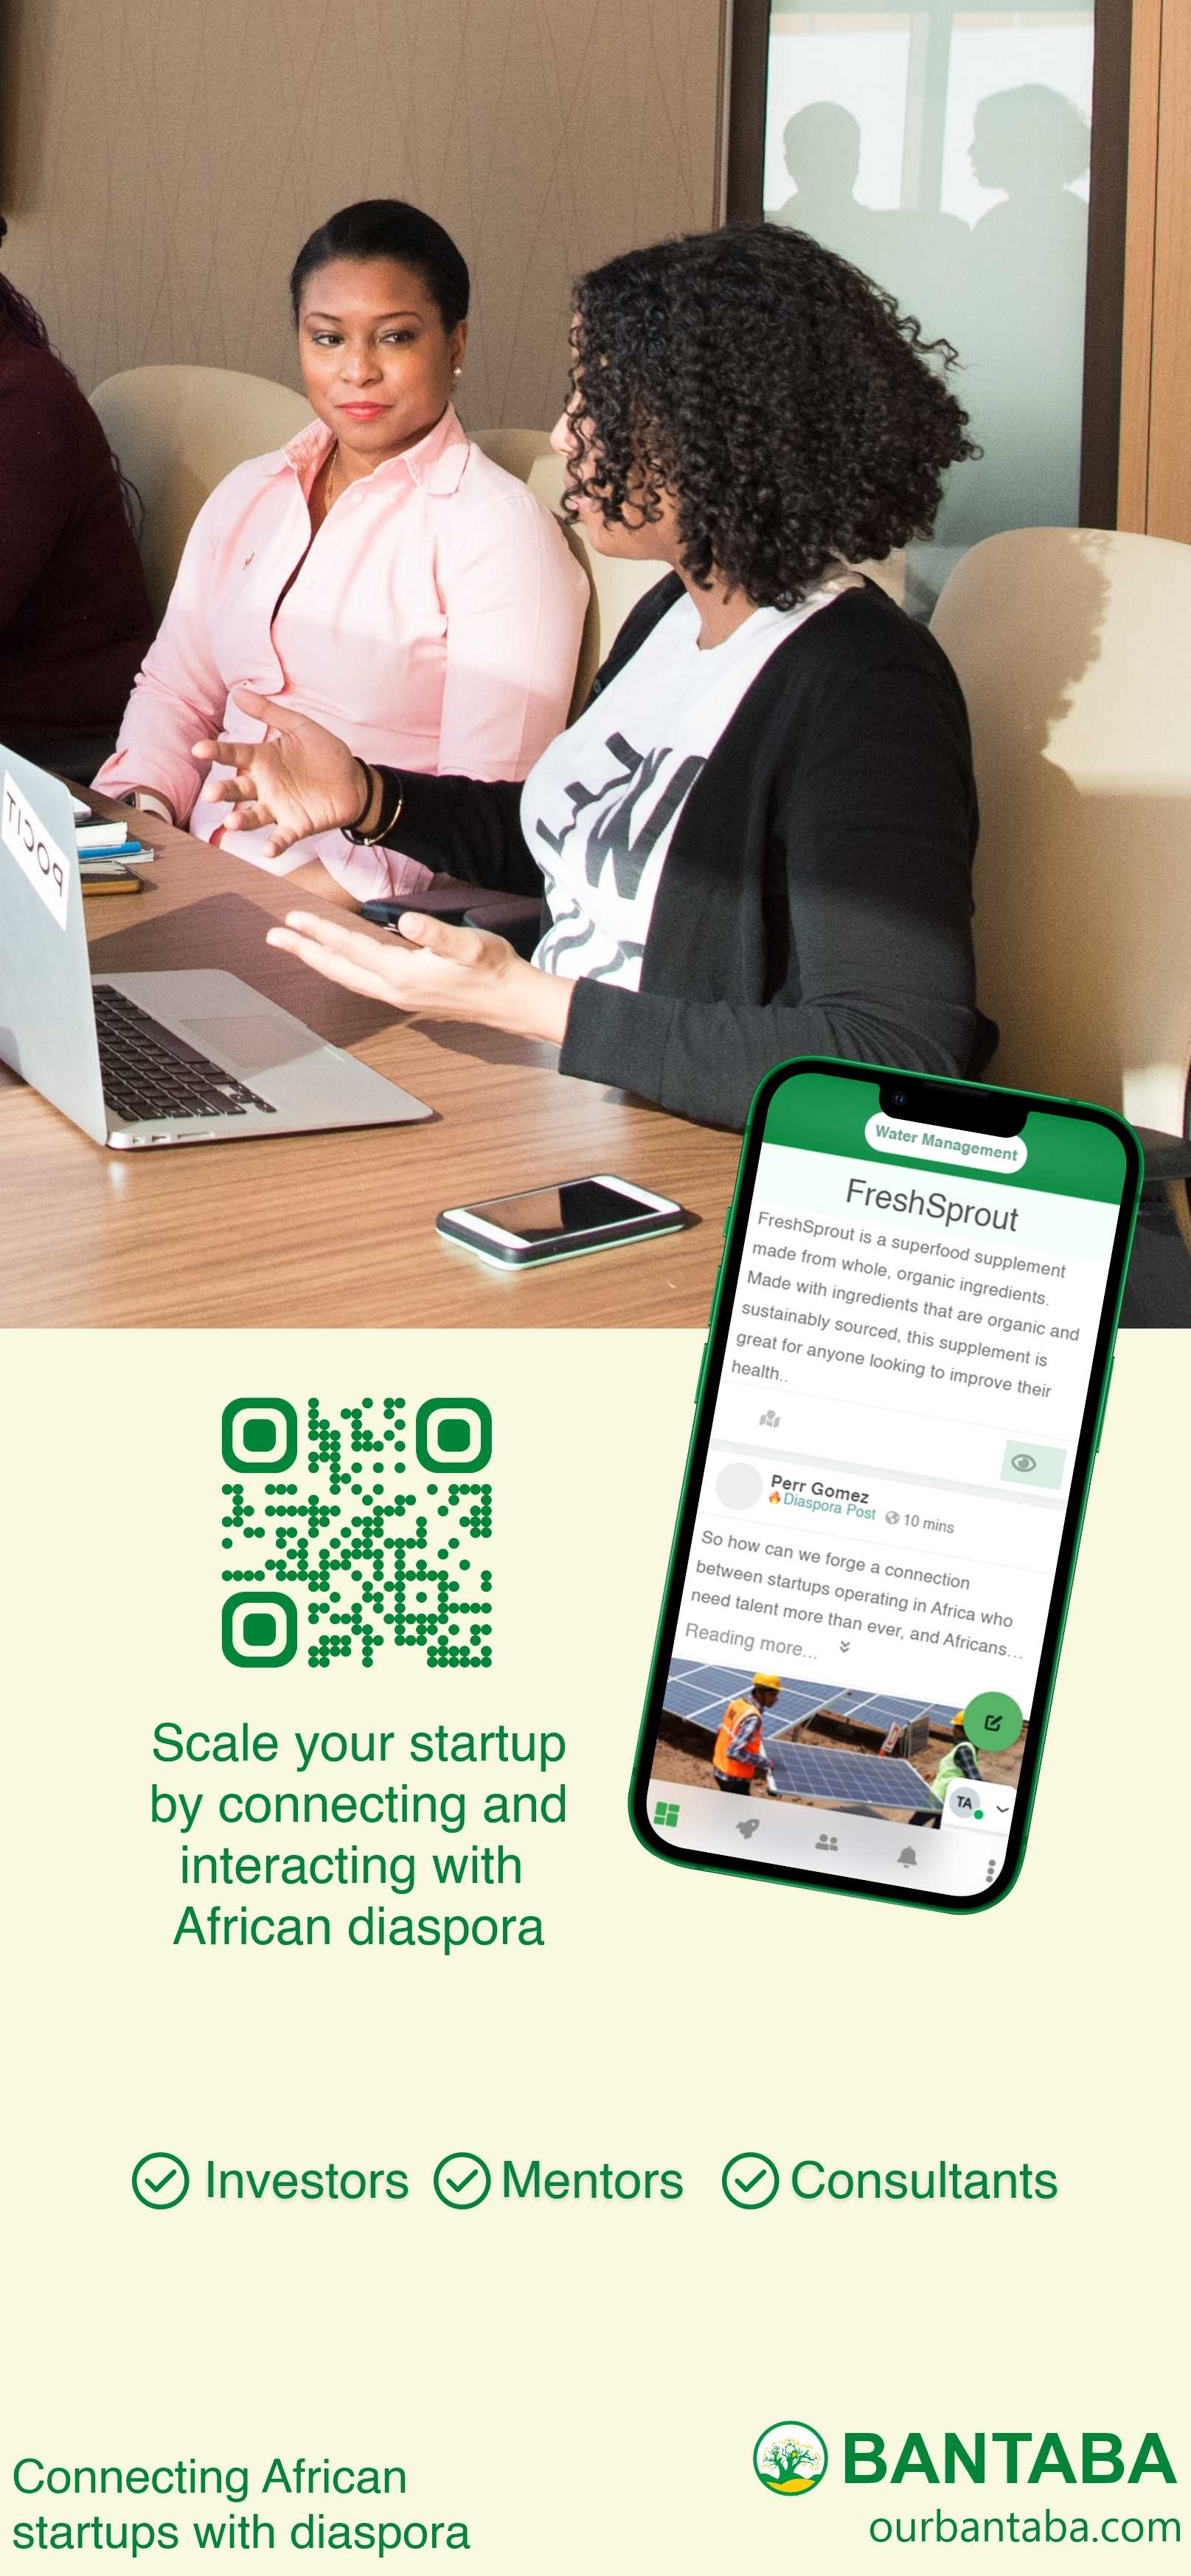 POCIT
Water Management
FreshSprout
FreshSprout is a superfood supplement
made from whole, organic ingredients.
Made with ingredients that are organic and
sustainably sourced, this supplement is
great for anyone looking to improve their
health..
Perr Gomez
Diaspora Post 10 mins
So how can we forge a connection
between startups operating in Africa who
need talent more than ever, and Africans...
Reading more...
TA
Scale your startup
by connecting and
interacting with
African diaspora
Investors Mentors Consultants
Connecting African
startups with diaspora
BANTABA
ourbantaba.com